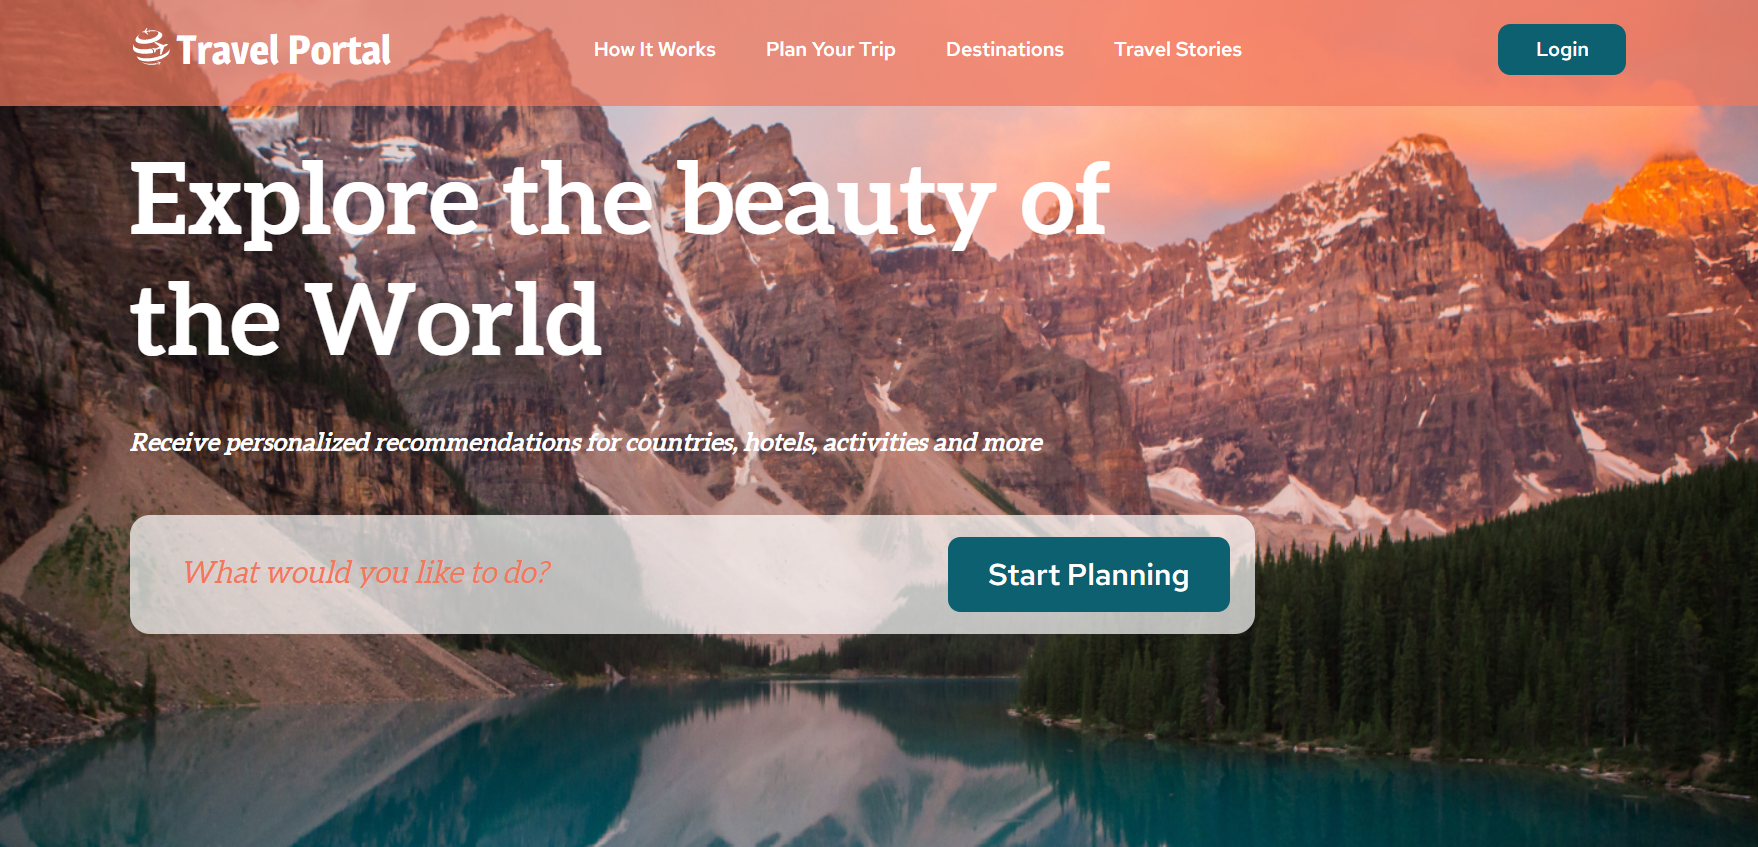 Travel Portal
How It Works
Plan Your Trip
Destinations
Travel Stories
Login
Explore the beauty of
the World
Receive personalized recommendations for countries, hotels, activities and more
What would you like to do?
Start Planning